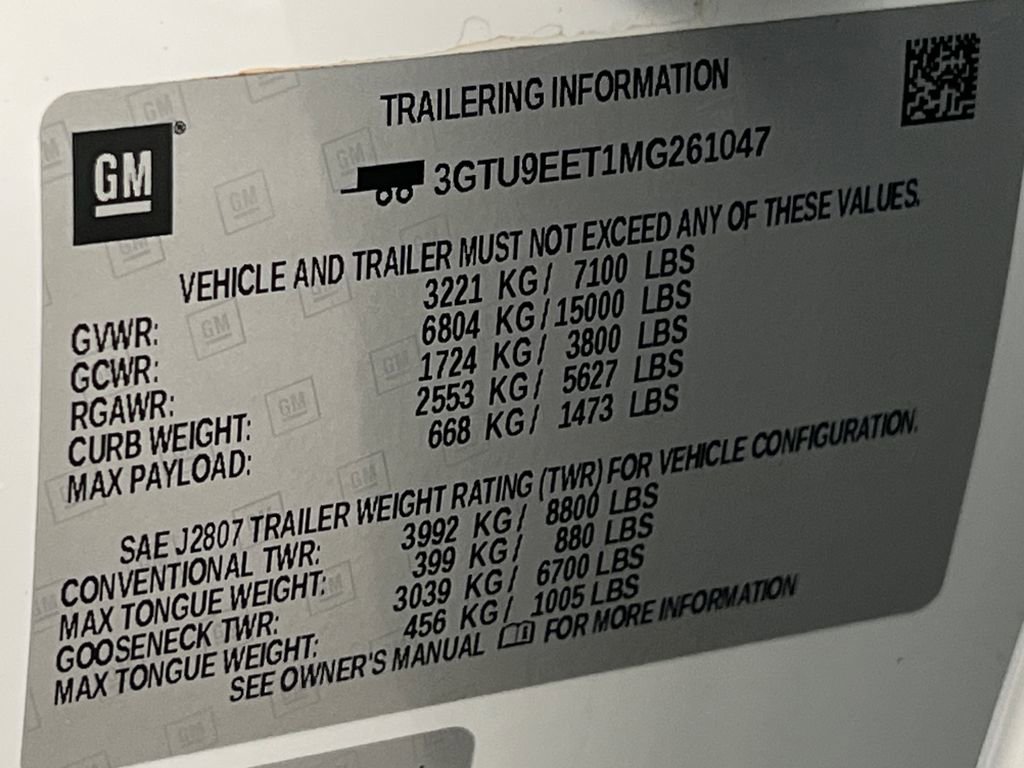 TRAILERING INFORMATION
GM®
3GTU9EET1MG261047
VEHICLE AND TRAILER MUST NOT EXCEED ANY OF THESE VALUES.
GVWR: 3221 KG/ 7100 LBS
GCWR: 6804 KG/15000 LBS
RGAWR: 1724 KG/ 3800 LBS
CURB WEIGHT: 2553 KG/ 5627 LBS
MAX PAYLOAD: 668 KG/ 1473 LBS
SAE J2807 TRAILER WEIGHT RATING (TWR) FOR VEHICLE CONFIGURATION.
CONVENTIONAL TWR: 3992 KG/ 8800 LBS
MAX TONGUE WEIGHT: 399 KG/ 880 LBS
GOOSENECK TWR: 3039 KG/ 6700 LBS
MAX TONGUE WEIGHT: 456 KG/ 1005 LBS
SEE OWNER'S MANUAL FOR MORE INFORMATION